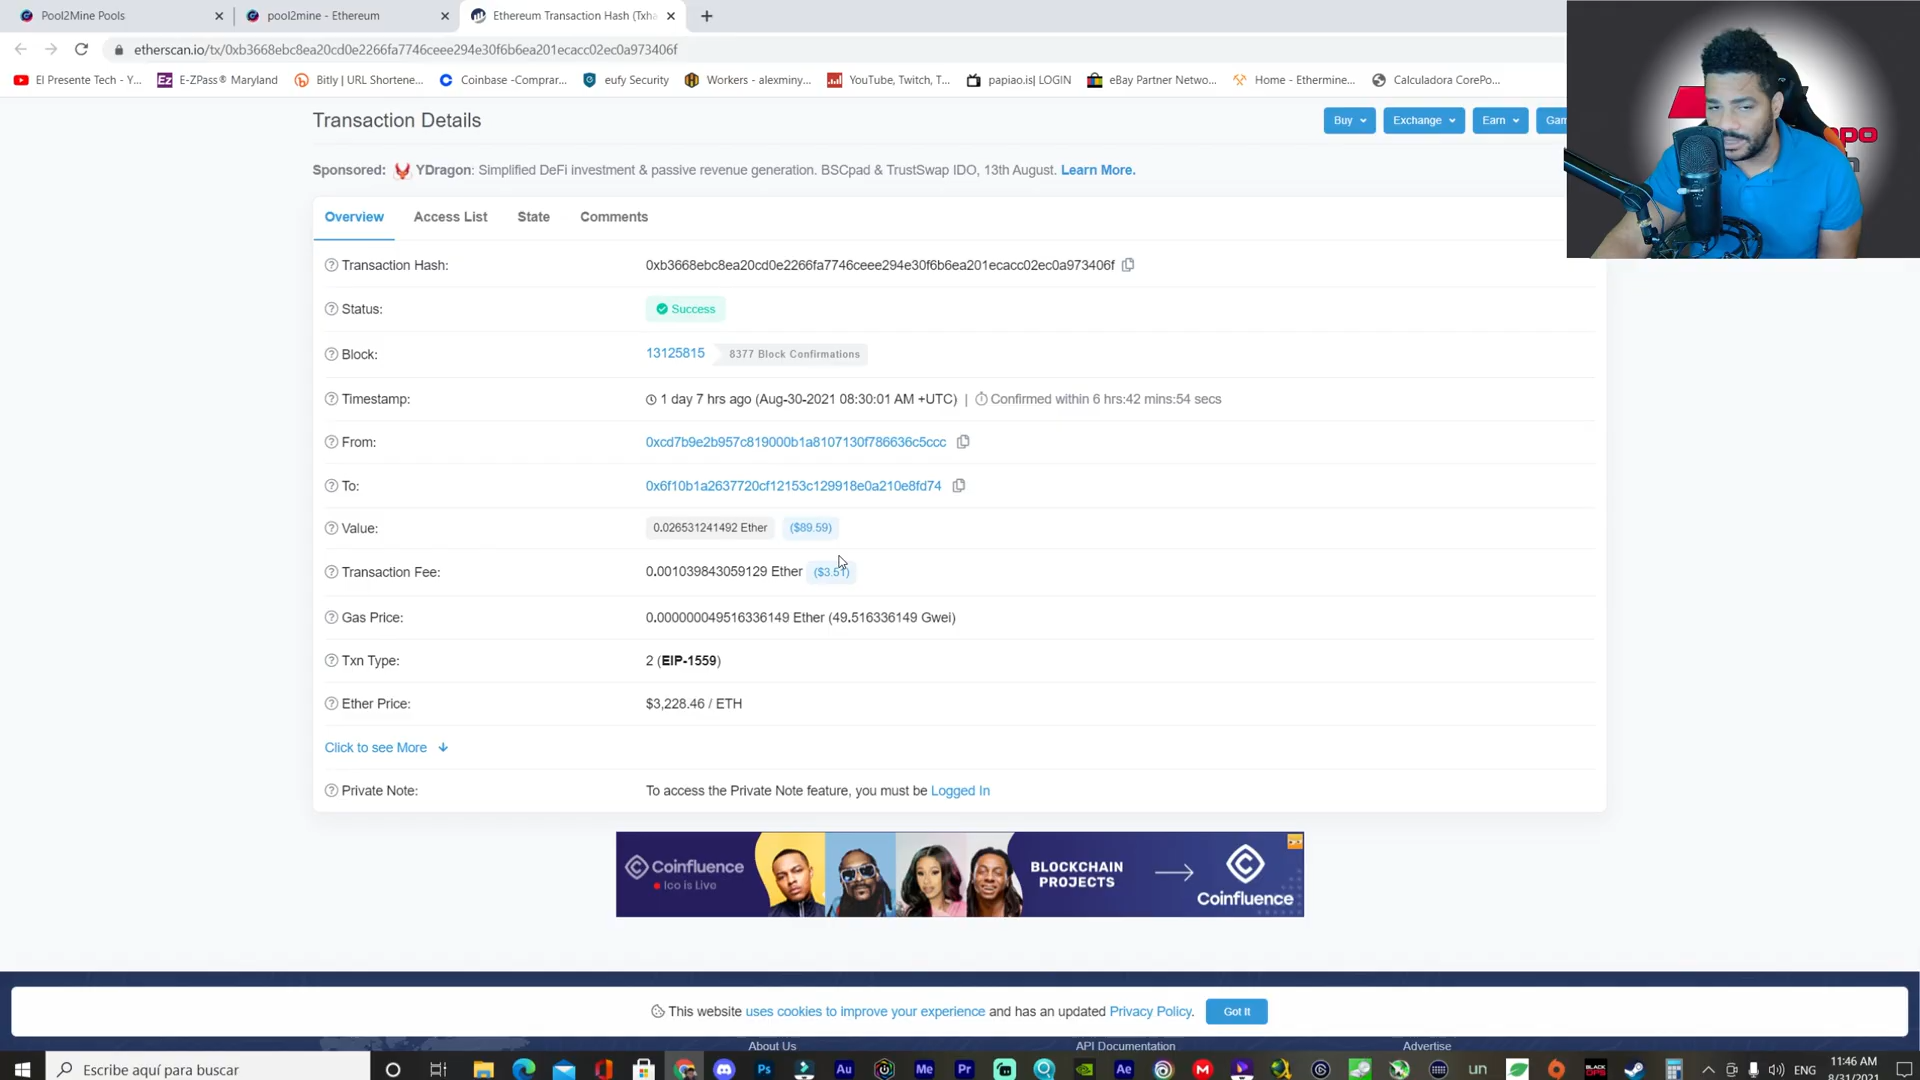 Pool2Mine Pools
pool2mine - Ethereum
Ethereum Transaction Hash (Txha
etherscan.io/tx/0xb3668ebc8ea20cd0e2266fa7746ceee294e30f6b6ea201ecacc02ec0a973406f
El Presente Tech - Y...
E-ZPass® Maryland
Bitly | URL Shortene...
Coinbase -Comprar...
eufy Security
Workers - alexminy...
YouTube, Twitch, T...
papiao.is| LOGIN
eBay Partner Netwo...
Home - Ethermine...
Calculadora CorePo...
Transaction Details
Buy
Exchange
Earn
Gam
Sponsored: YDragon: Simplified DeFi investment & passive revenue generation. BSCpad & TrustSwap IDO, 13th August. Learn More.
Overview
Access List
State
Comments
Transaction Hash: 0xb3668ebc8ea20cd0e2266fa7746ceee294e30f6b6ea201ecacc02ec0a973406f
Status: Success
Block: 13125815 8377 Block Confirmations
Timestamp: 1 day 7 hrs ago (Aug-30-2021 08:30:01 AM +UTC) | Confirmed within 6 hrs:42 mins:54 secs
From: 0xcd7b9e2b957c819000b1a8107130f786636c5ccc
To: 0x6f10b1a2637720cf12153c129918e0a210e8fd74
Value: 0.026531241492 Ether ($89.59)
Transaction Fee: 0.001039843059129 Ether ($3.51)
Gas Price: 0.000000049516336149 Ether (49.516336149 Gwei)
Txn Type: 2 (EIP-1559)
Ether Price: $3,228.46 / ETH
Click to see More
Private Note: To access the Private Note feature, you must be Logged In
Coinfluence
Ico is Live
BLOCKCHAIN
PROJECTS
Coinfluence
This website uses cookies to improve your experience and has an updated Privacy Policy.
Got It
About Us
API Documentation
Advertise
Escribe aquí para buscar
ENG
11:46 AM
8/31/2021